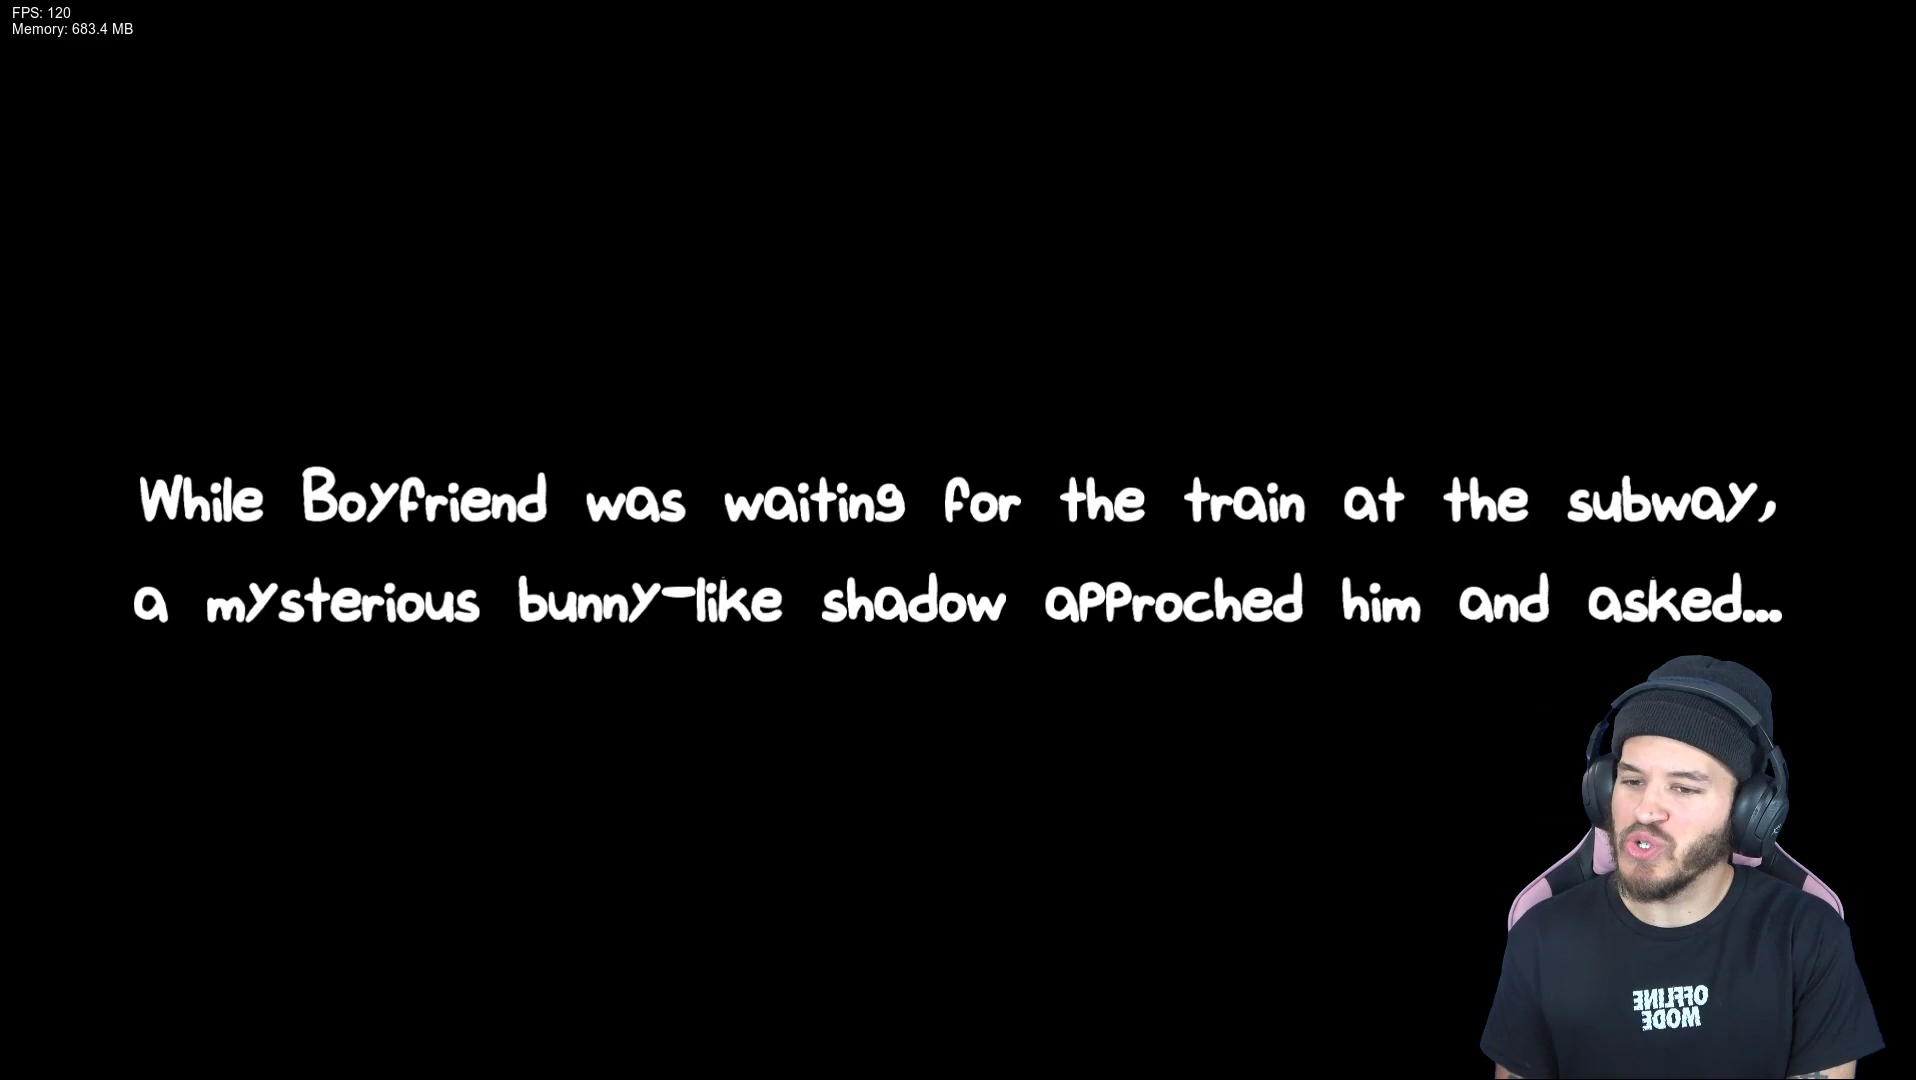 FPS: 120
Memory: 683.4 MB
While Boyfriend was waiting for the train at the subway,
a mysterious bunny-like shadow approched him and asked...
OFFLINE
MODE